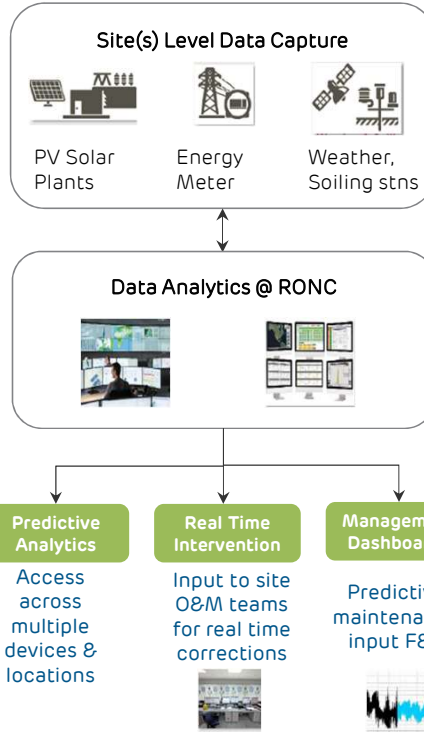 Site(s) Level Data Capture
PV Solar
Plants
Energy
Meter
Weather,
Soiling stns
Data Analytics @ RONC
Predictive
Analytics
Real Time
Intervention
Access
across
multiple
devices &
locations
Input to site
O&M teams
for real time
corrections
input